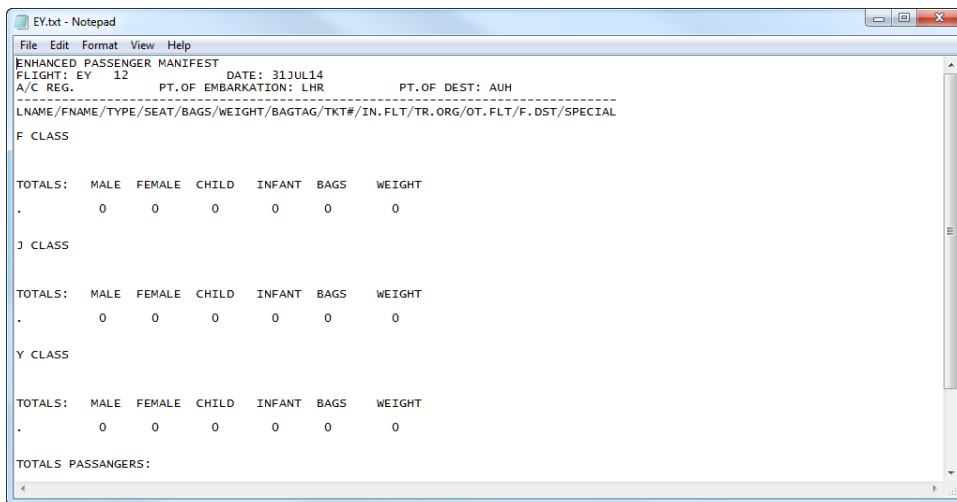 EY.txt - Notepad
File Edit Format View Help
ENHANCED PASSENGER MANIFEST
FLIGHT: EY 12 DATE: 31JUL14
A/C REG. PT.OF EMBARKATION: LHR PT.OF DEST: AUH
--------------------------------------------------------------------------------
LNAME/FNAME/TYPE/SEAT/BAGS/WEIGHT/BAGTAG/TKT#/IN.FLT/TR.ORG/OT.FLT/F.DST/SPECIAL
F CLASS
TOTALS: MALE FEMALE CHILD INFANT BAGS WEIGHT
. 0 0 0 0 0 0
J CLASS
TOTALS: MALE FEMALE CHILD INFANT BAGS WEIGHT
. 0 0 0 0 0 0
Y CLASS
TOTALS: MALE FEMALE CHILD INFANT BAGS WEIGHT
. 0 0 0 0 0 0
TOTALS PASSANGERS: